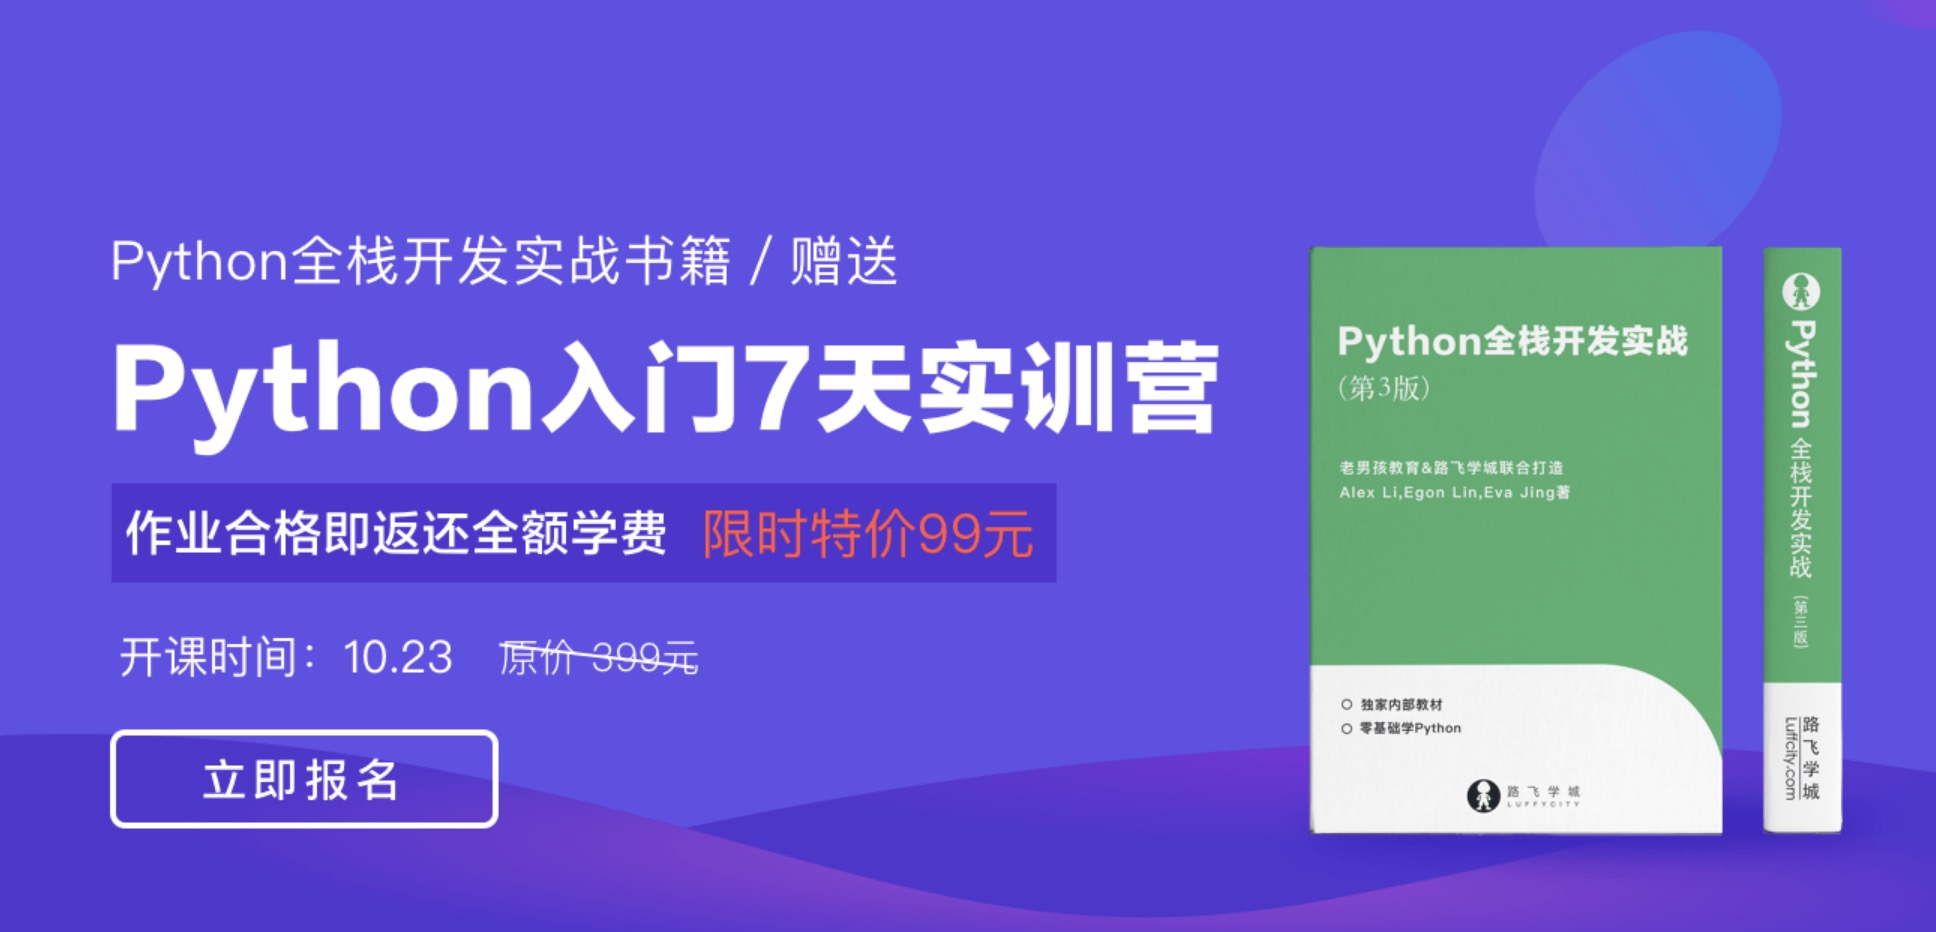 Python全栈开发实战书籍 / 赠送
Python入门7天实训营
作业合格即返还全额学费 限时特价99元
开课时间：10.23 原价 399元
立即报名
Python全栈开发实战
（第3版）
老男孩教育&路飞学城联合打造
Alex Li,Egon Lin,Eva Jing著
独家内部教材
零基础学Python
路飞学城
LUFFYCITY
Python 全栈开发实战（第三版）
路飞学城
Luffcity.com